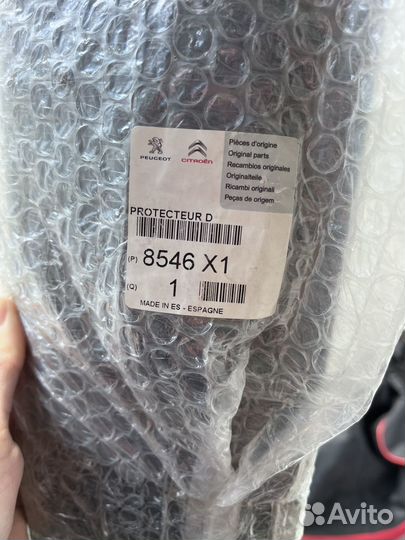 PEUGEOT
CITROËN
Pièces d'origine
Original parts
Recambios originales
Originalteile
Ricambi originali
Peças de origem
PROTECTEUR D
(P) 8546 X1
(Q) 1
MADE IN ES - ESPAGNE
Avito